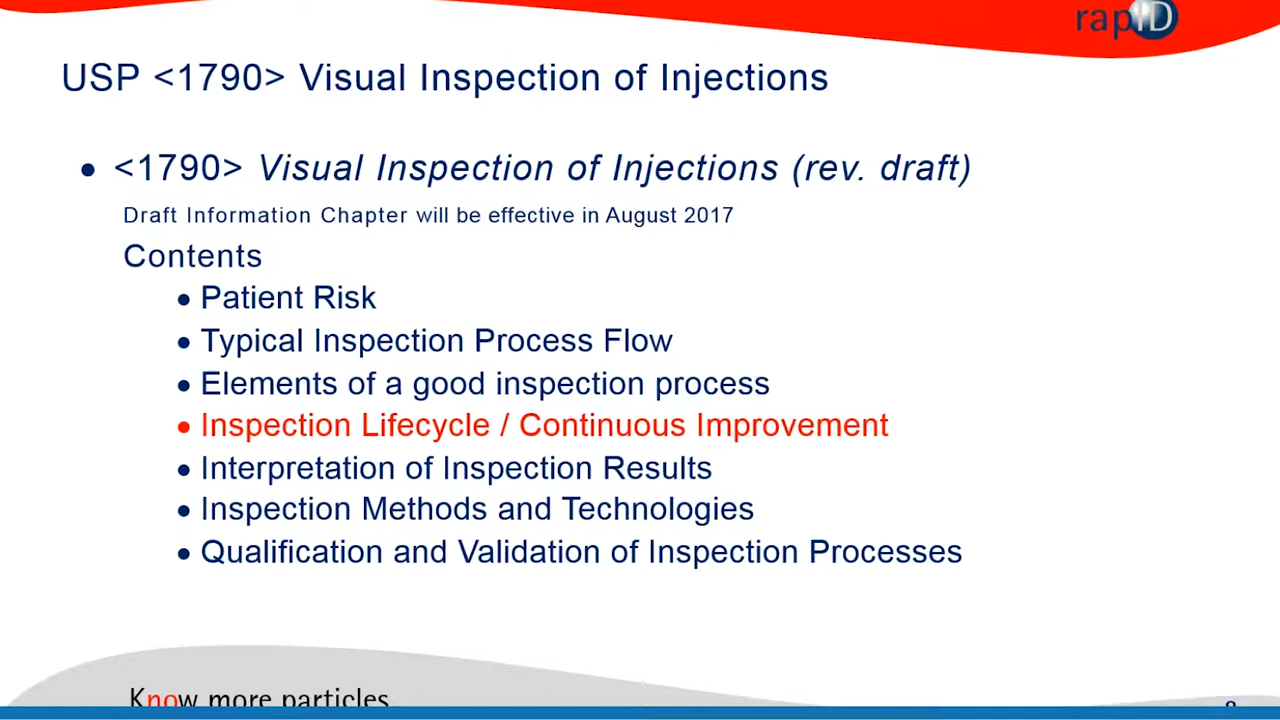 rapID
USP <1790> Visual Inspection of Injections
• <1790> Visual Inspection of Injections (rev. draft)
Draft Information Chapter will be effective in August 2017
Contents
• Patient Risk
• Typical Inspection Process Flow
• Elements of a good inspection process
• Inspection Lifecycle / Continuous Improvement
• Interpretation of Inspection Results
• Inspection Methods and Technologies
• Qualification and Validation of Inspection Processes
Know more particles